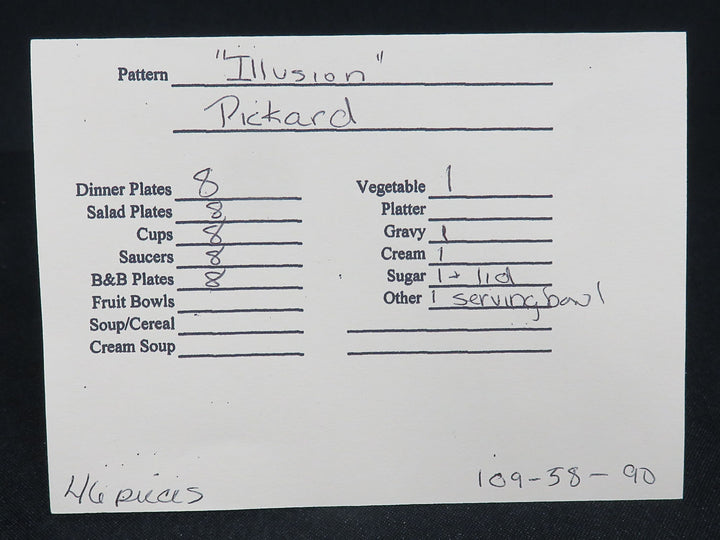 Pattern "Illusion"
Pickard
Dinner Plates 8
Salad Plates 8
Cups 8
Saucers 8
B&B Plates 8
Fruit Bowls
Soup/Cereal
Cream Soup
Vegetable 1
Platter
Gravy 1
Cream 1
Sugar 1 + lid
Other 1 serving bowl
46 pieces
109-58-90